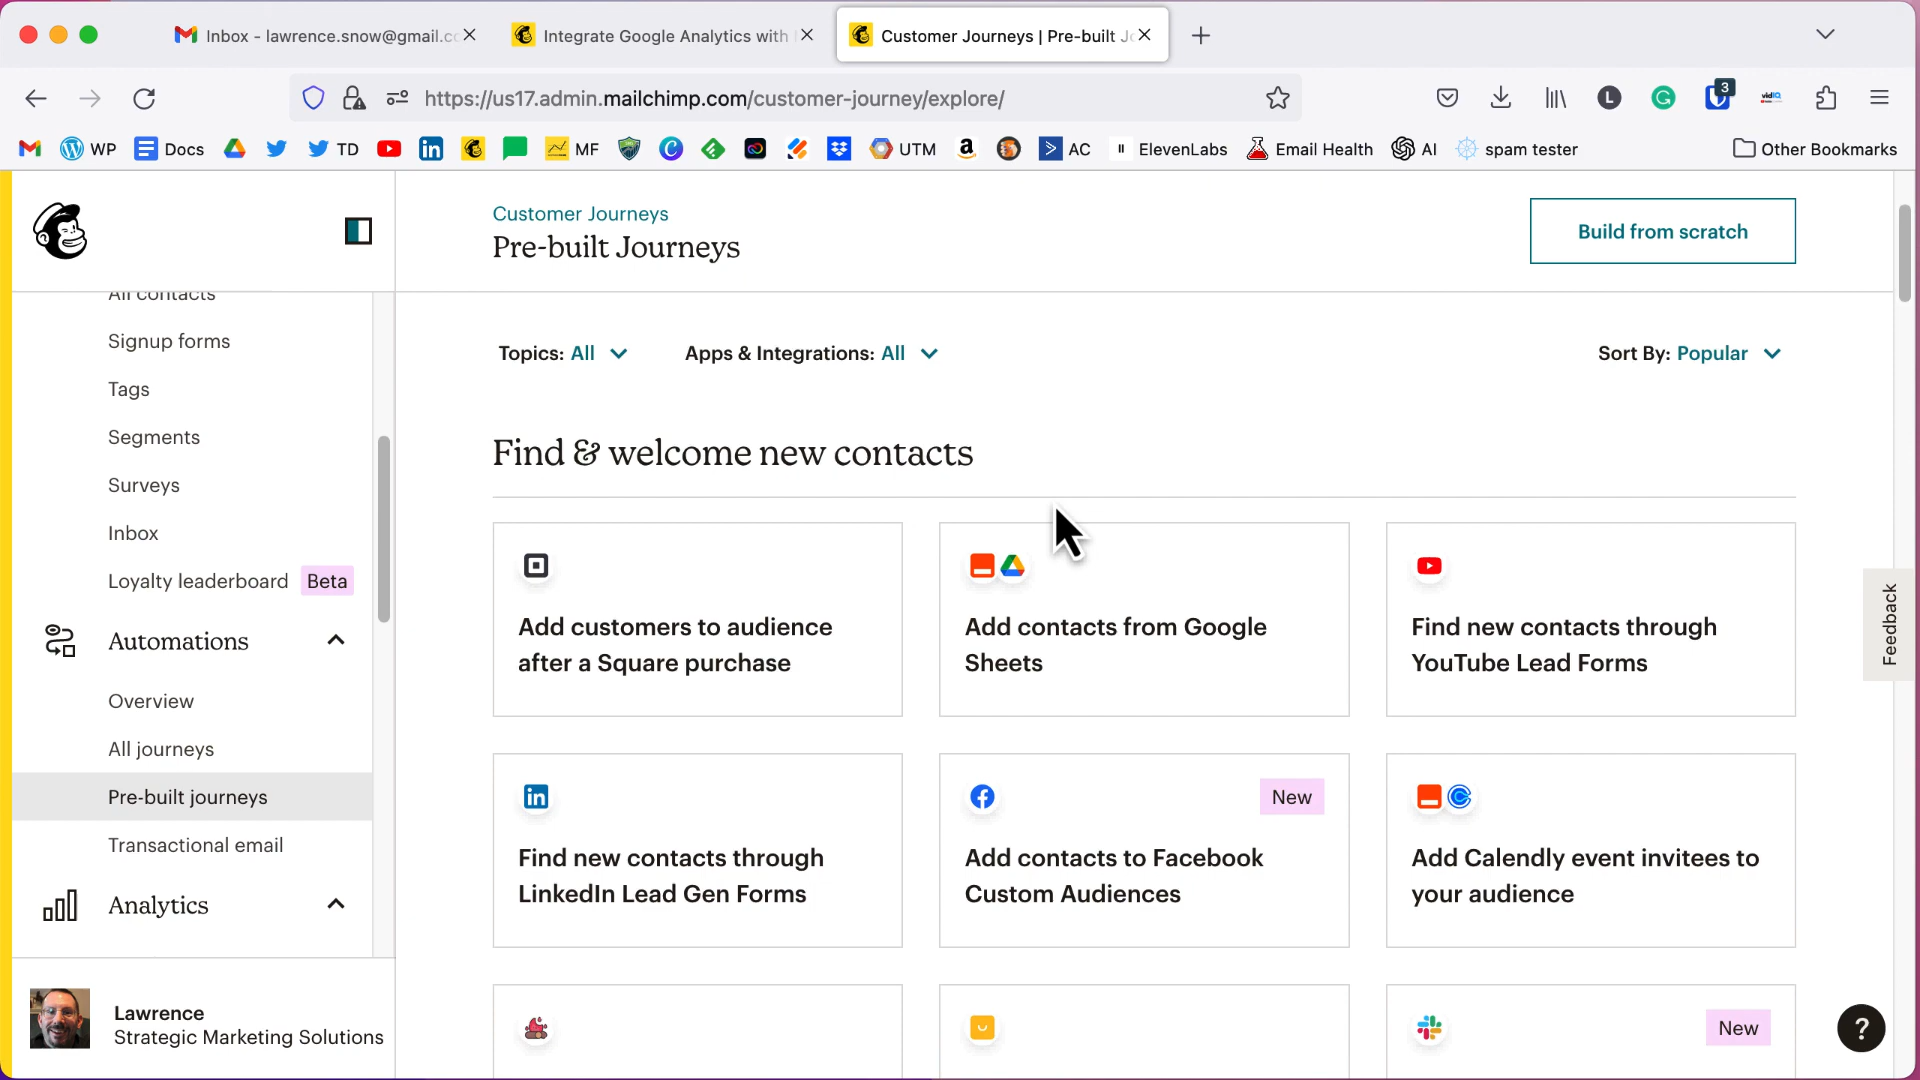 Inbox - lawrence.snow@gmail.c
Integrate Google Analytics with
Customer Journeys | Pre-built Jo
https://us17.admin.mailchimp.com/customer-journey/explore/
L
3
vidIQ
WP
Docs
TD
MF
UTM
AC
ElevenLabs
Email Health
AI
spam tester
Other Bookmarks
Customer Journeys
Pre-built Journeys
Build from scratch
All contacts
Signup forms
Tags
Segments
Surveys
Inbox
Loyalty leaderboard Beta
Automations
Overview
All journeys
Pre-built journeys
Transactional email
Analytics
Lawrence
Strategic Marketing Solutions
Topics: All
Apps & Integrations: All
Sort By: Popular
Find & welcome new contacts
Add customers to audience
after a Square purchase
Add contacts from Google
Sheets
Find new contacts through
YouTube Lead Forms
Find new contacts through
LinkedIn Lead Gen Forms
New
Add contacts to Facebook
Custom Audiences
Add Calendly event invitees to
your audience
New
Feedback
?